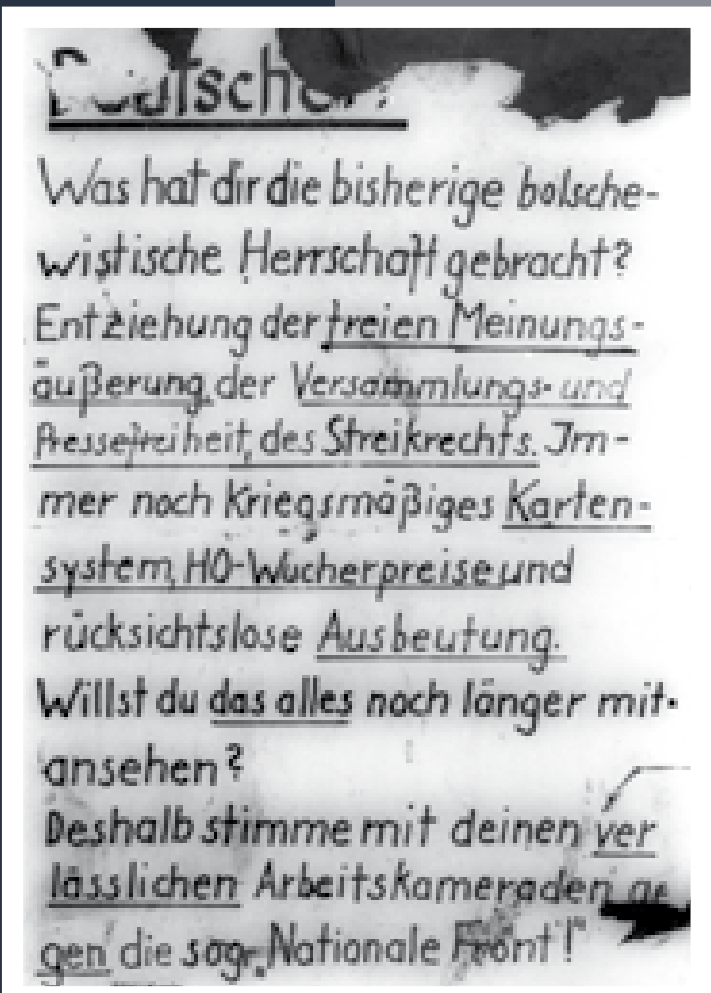 Deutscher!
Was hat dir die bisherige bolsche-
wistische Herrschaft gebracht?
Entziehung der freien Meinungs-
äußerung, der Versammlungs- und
Pressefreiheit, des Streikrechts. Im-
mer noch kriegsmäßiges Karten-
system, HO-Wucherpreise und
rücksichtslose Ausbeutung.
Willst du das alles noch länger mit-
ansehen?
Deshalb stimme mit deinen ver
lässlichen Arbeitskameraden ge
gen die sog. „Nationale Front"!